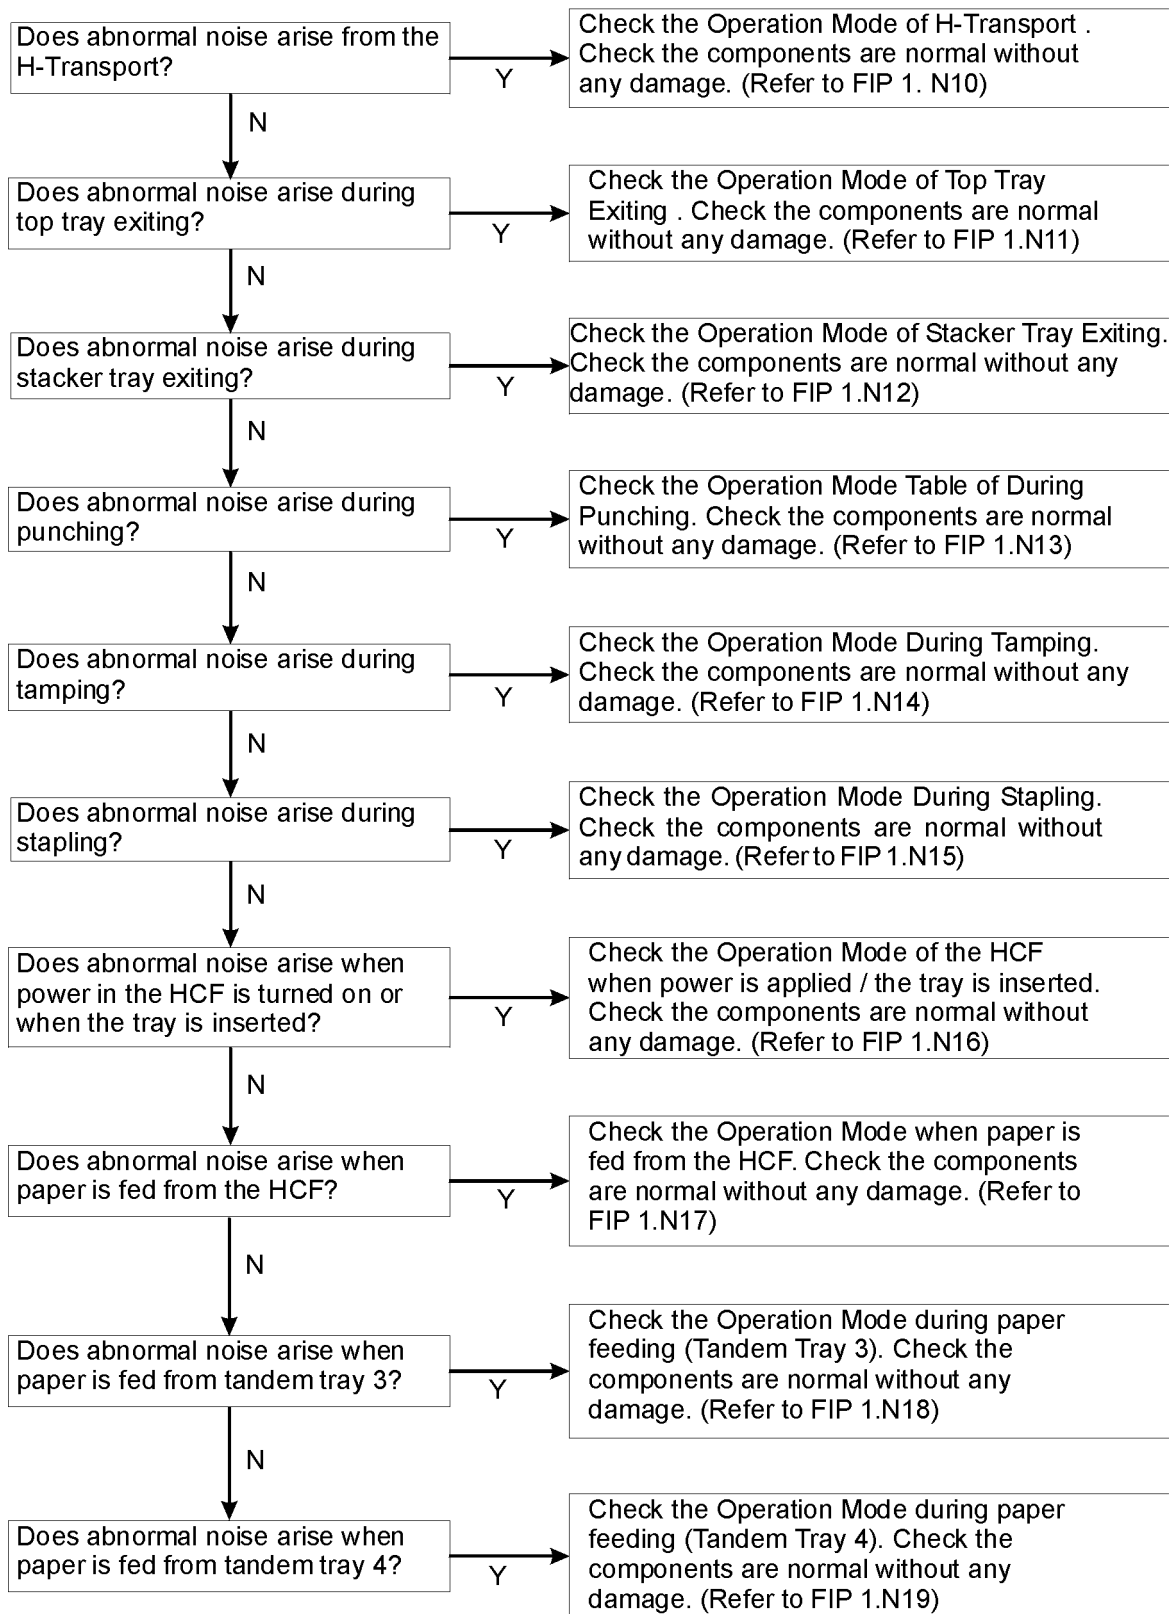 Does abnormal noise arise from the
H-Transport?
Y
Check the Operation Mode of H-Transport .
Check the components are normal without
any damage. (Refer to FIP 1. N10)
N
Does abnormal noise arise during
top tray exiting?
Y
Check the Operation Mode of Top Tray
Exiting . Check the components are normal
without any damage. (Refer to FIP 1.N11)
N
Does abnormal noise arise during
stacker tray exiting?
Y
Check the Operation Mode of Stacker Tray Exiting.
Check the components are normal without any
damage. (Refer to FIP 1.N12)
N
Does abnormal noise arise during
punching?
Y
Check the Operation Mode Table of During
Punching. Check the components are normal
without any damage. (Refer to FIP 1.N13)
N
Does abnormal noise arise during
tamping?
Y
Check the Operation Mode During Tamping.
Check the components are normal without any
damage. (Refer to FIP 1.N14)
N
Does abnormal noise arise during
stapling?
Y
Check the Operation Mode During Stapling.
Check the components are normal without
any damage. (Refer to FIP 1.N15)
N
Does abnormal noise arise when
power in the HCF is turned on or
when the tray is inserted?
Y
Check the Operation Mode of the HCF
when power is applied / the tray is inserted.
Check the components are normal without
any damage. (Refer to FIP 1.N16)
N
Does abnormal noise arise when
paper is fed from the HCF?
Y
Check the Operation Mode when paper is
fed from the HCF. Check the components
are normal without any damage. (Refer to
FIP 1.N17)
N
Does abnormal noise arise when
paper is fed from tandem tray 3?
Y
Check the Operation Mode during paper
feeding (Tandem Tray 3). Check the
components are normal without any
damage. (Refer to FIP 1.N18)
N
Does abnormal noise arise when
paper is fed from tandem tray 4?
Y
Check the Operation Mode during paper
feeding (Tandem Tray 4). Check the
components are normal without any
damage. (Refer to FIP 1.N19)